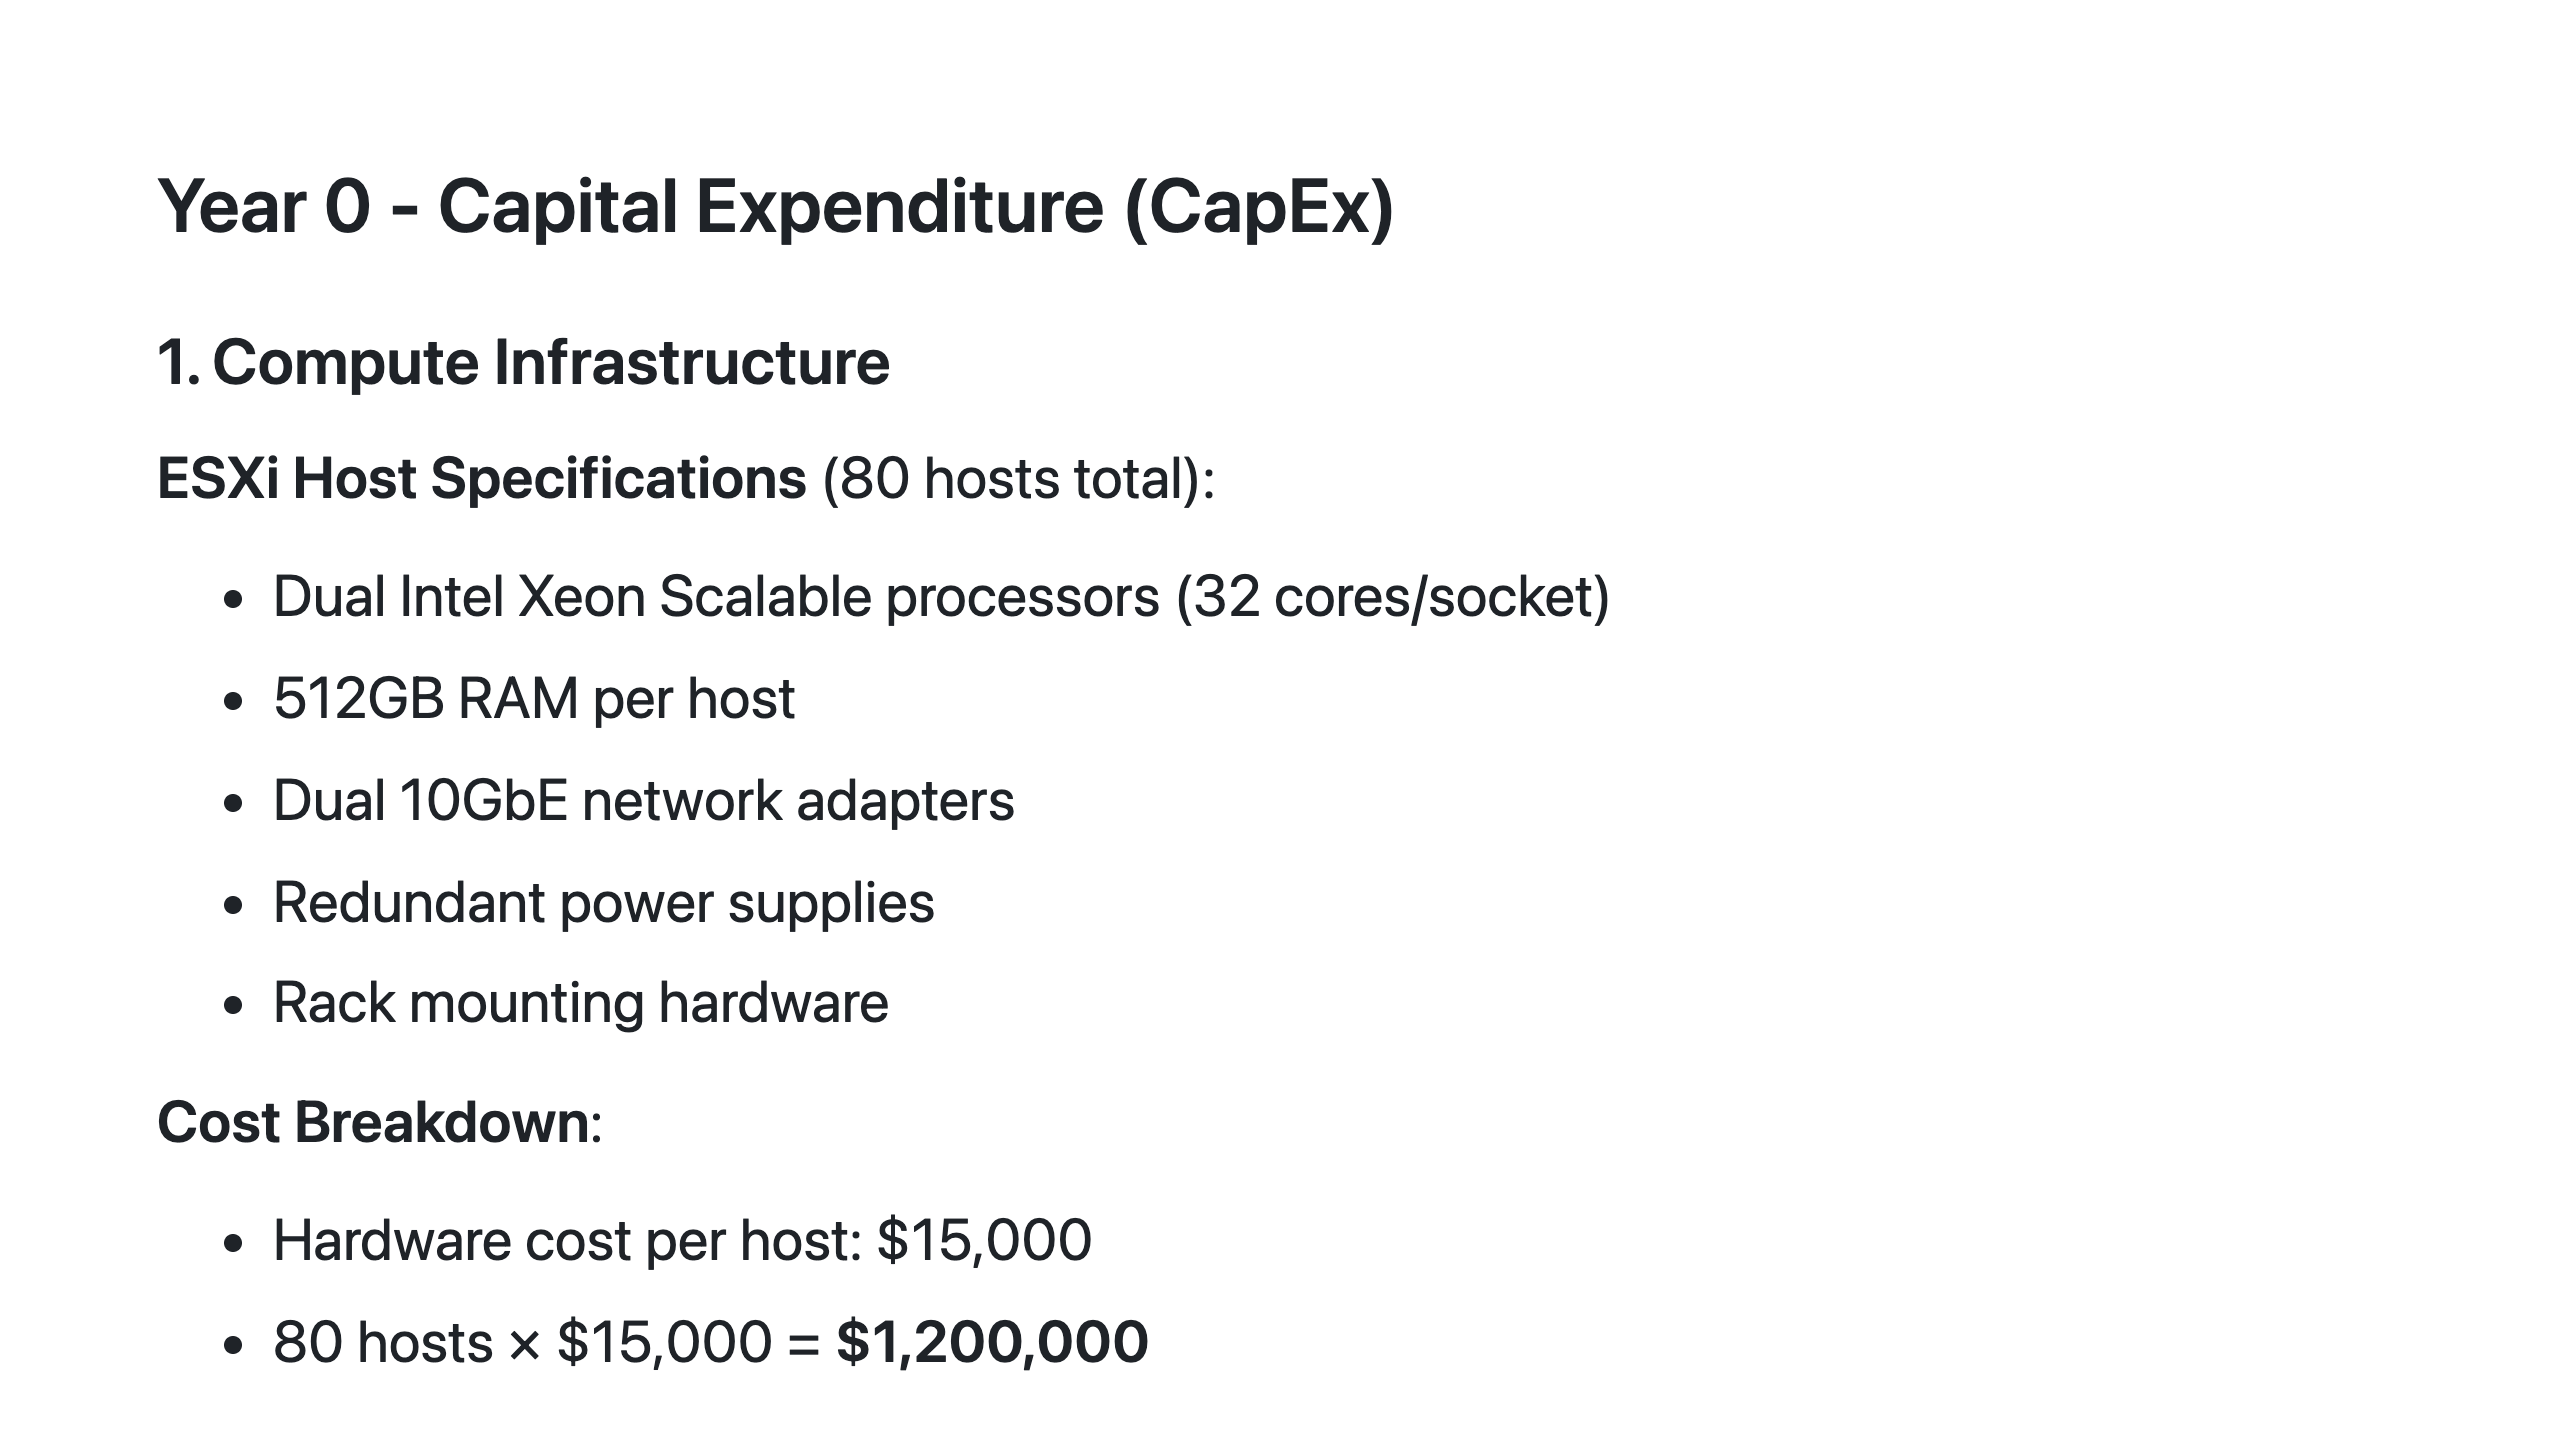 Year 0 - Capital Expenditure (CapEx)
1. Compute Infrastructure
ESXi Host Specifications (80 hosts total):
• Dual Intel Xeon Scalable processors (32 cores/socket)
• 512GB RAM per host
• Dual 10GbE network adapters
• Redundant power supplies
• Rack mounting hardware
Cost Breakdown:
• Hardware cost per host: $15,000
• 80 hosts × $15,000 = $1,200,000